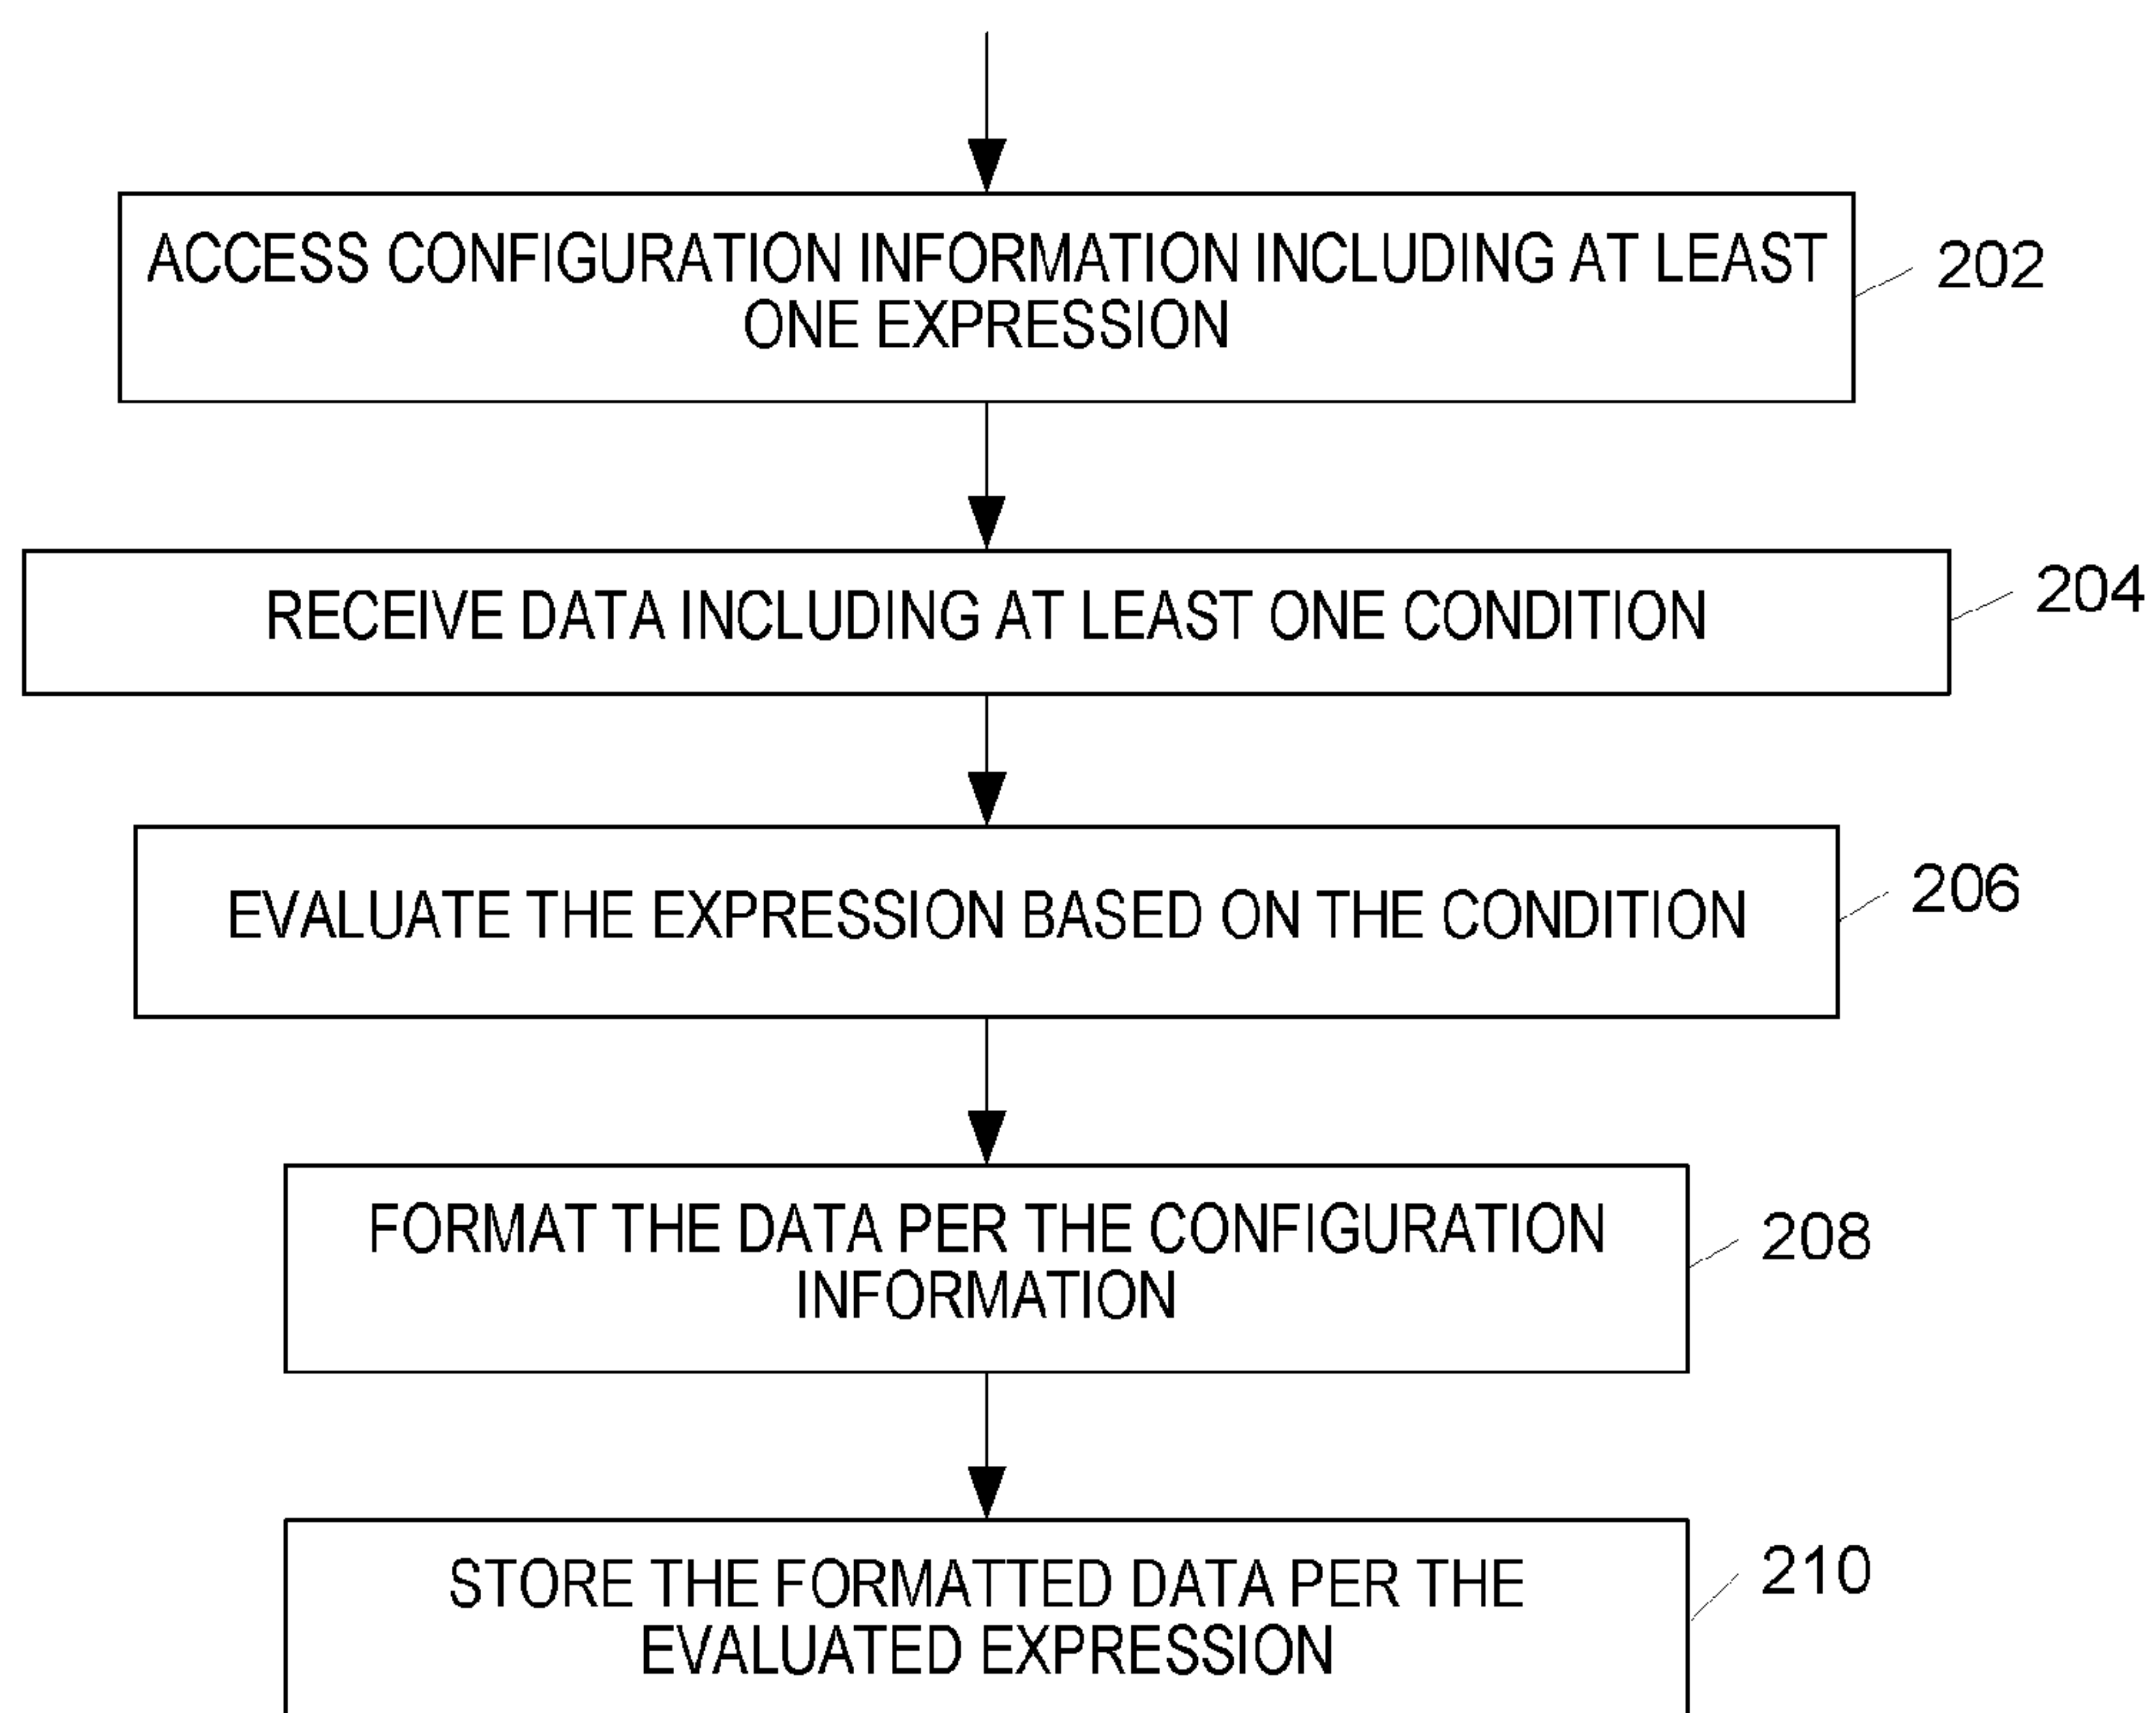 ACCESS CONFIGURATION INFORMATION INCLUDING AT LEAST
ONE EXPRESSION
202
RECEIVE DATA INCLUDING AT LEAST ONE CONDITION
204
EVALUATE THE EXPRESSION BASED ON THE CONDITION
206
FORMAT THE DATA PER THE CONFIGURATION
INFORMATION
208
STORE THE FORMATTED DATA PER THE
EVALUATED EXPRESSION
210